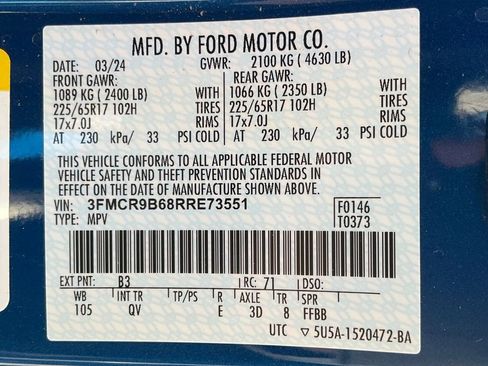 MFD. BY FORD MOTOR CO.
DATE: 03/24 GVWR: 2100 KG ( 4630 LB)
FRONT GAWR: REAR GAWR:
1089 KG ( 2400 LB) WITH 1066 KG ( 2350 LB) WITH
225/65R17 102H TIRES 225/65R17 102H TIRES
17x7.0J RIMS 17x7.0J RIMS
AT 230 kPa/ 33 PSI COLD AT 230 kPa/ 33 PSI COLD
THIS VEHICLE CONFORMS TO ALL APPLICABLE FEDERAL MOTOR
VEHICLE SAFETY AND THEFT PREVENTION STANDARDS IN
EFFECT ON THE DATE OF MANUFACTURE SHOWN ABOVE.
VIN: 3FMCR9B68RRE73551 F0146
TYPE: MPV T0373
EXT PNT: B3 RC: 71 DSO:
WB INT TR TP/PS R AXLE TR SPR
105 QV E 3D 8 FFBB
UTC ▽5U5A-1520472-BA